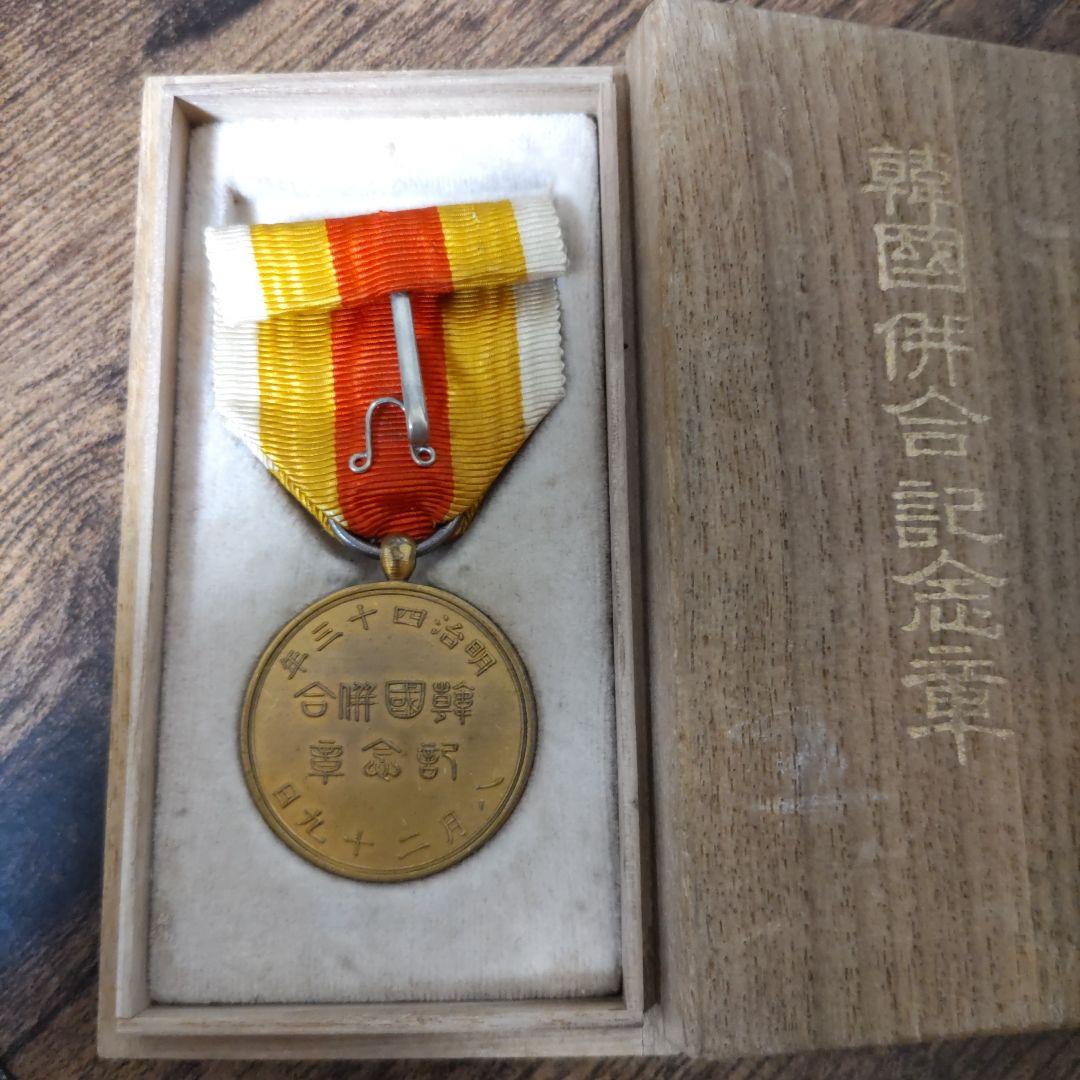 明治四十三年
韓國併合
記念章
八月二十九日
韓國併合記念章